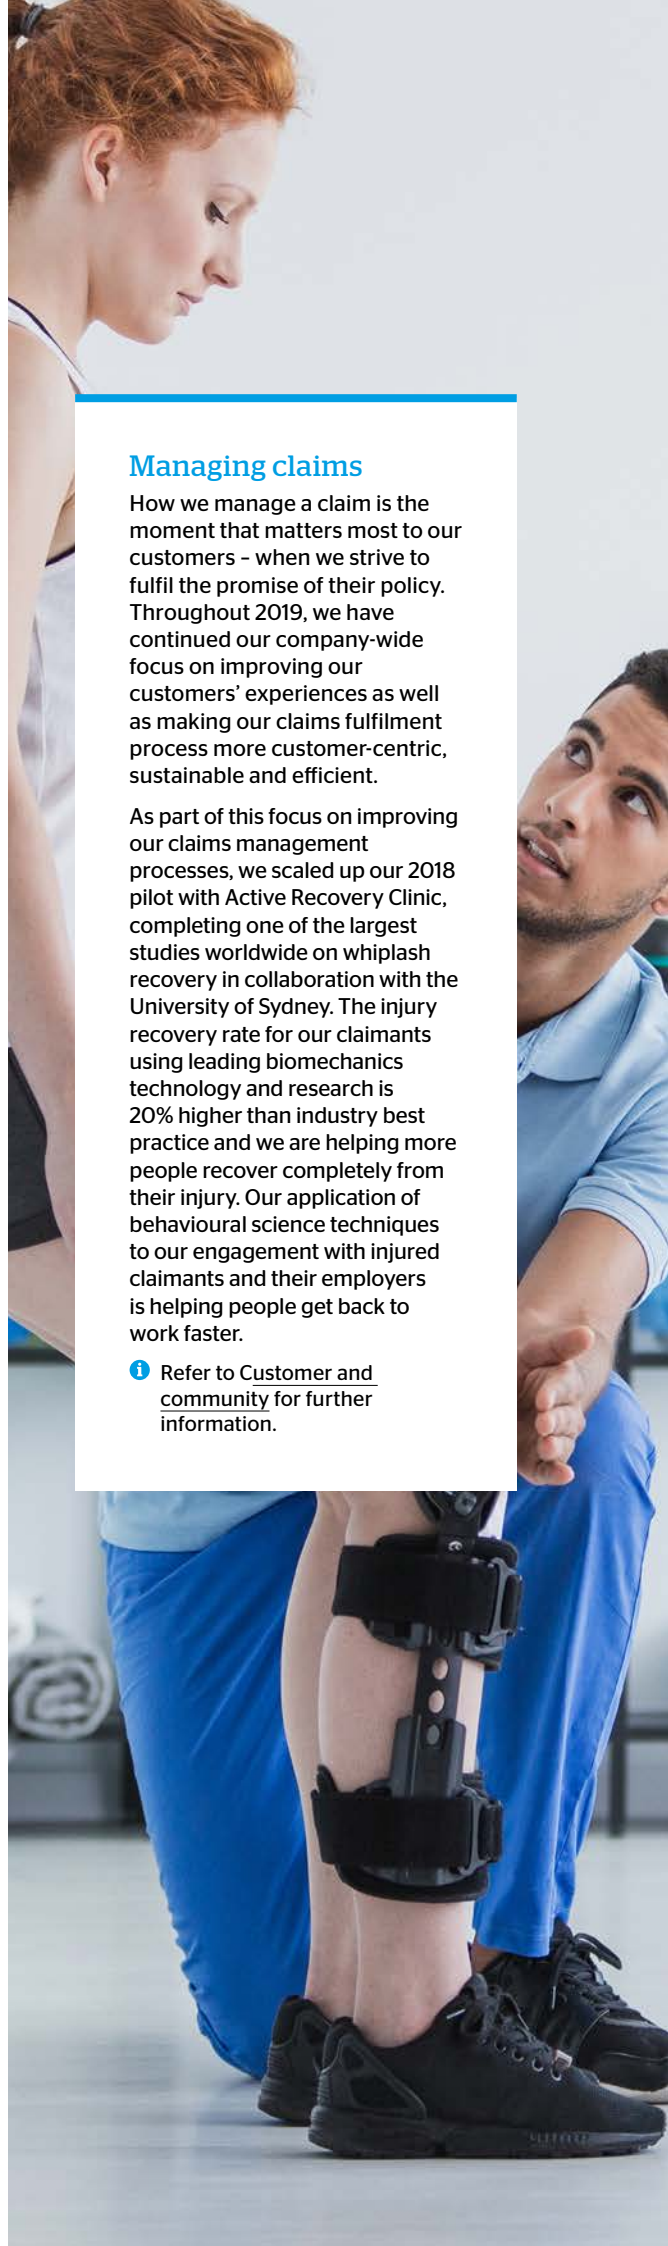 Managing claims
How we manage a claim is the
moment that matters most to our
customers – when we strive to
fulfil the promise of their policy.
Throughout 2019, we have
continued our company-wide
focus on improving our
customers’ experiences as well
as making our claims fulfilment
process more customer-centric,
sustainable and efficient.
As part of this focus on improving
our claims management
processes, we scaled up our 2018
pilot with Active Recovery Clinic,
completing one of the largest
studies worldwide on whiplash
recovery in collaboration with the
University of Sydney. The injury
recovery rate for our claimants
using leading biomechanics
technology and research is
20% higher than industry best
practice and we are helping more
people recover completely from
their injury. Our application of
behavioural science techniques
to our engagement with injured
claimants and their employers
is helping people get back to
work faster.
Refer to Customer and
community for further
information.